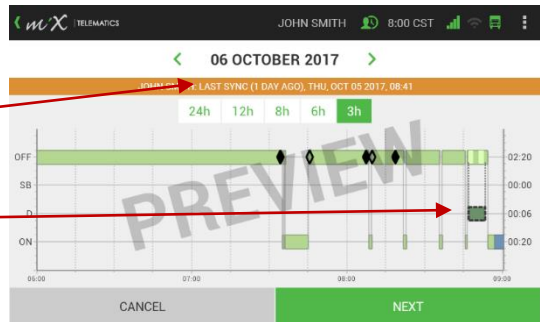 mix TELEMATICS JOHN SMITH 8:00 CST
06 OCTOBER 2017
JOHN SMITH: LAST SYNC (1 DAY AGO), THU, OCT 05 2017, 08:41
24h 12h 8h 6h 3h
OFF 02:20
SB 00:00
D 00:06
ON 00:20
PREVIEW
06:00 07:00 08:00 09:00
CANCEL NEXT